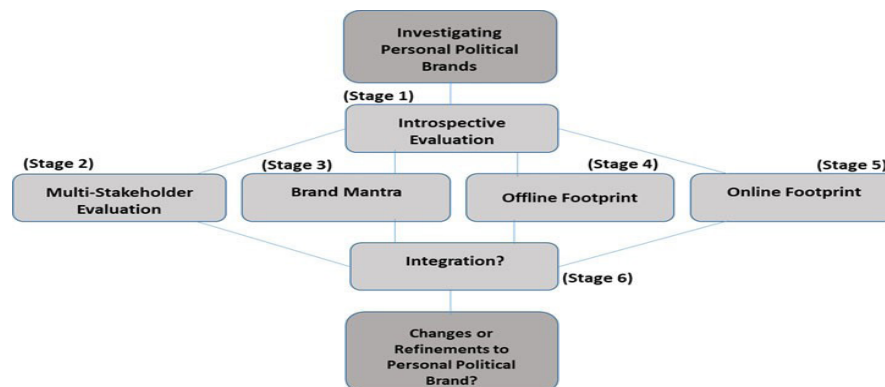 Investigating
Personal Political
Brands
(Stage 1)
Introspective
Evaluation
(Stage 2)
(Stage 3)
(Stage 4)
(Stage 5)
Multi-Stakeholder
Evaluation
Brand Mantra
Offline Footprint
Online Footprint
Integration?
(Stage 6)
Changes or
Refinements to
Personal Political
Brand?